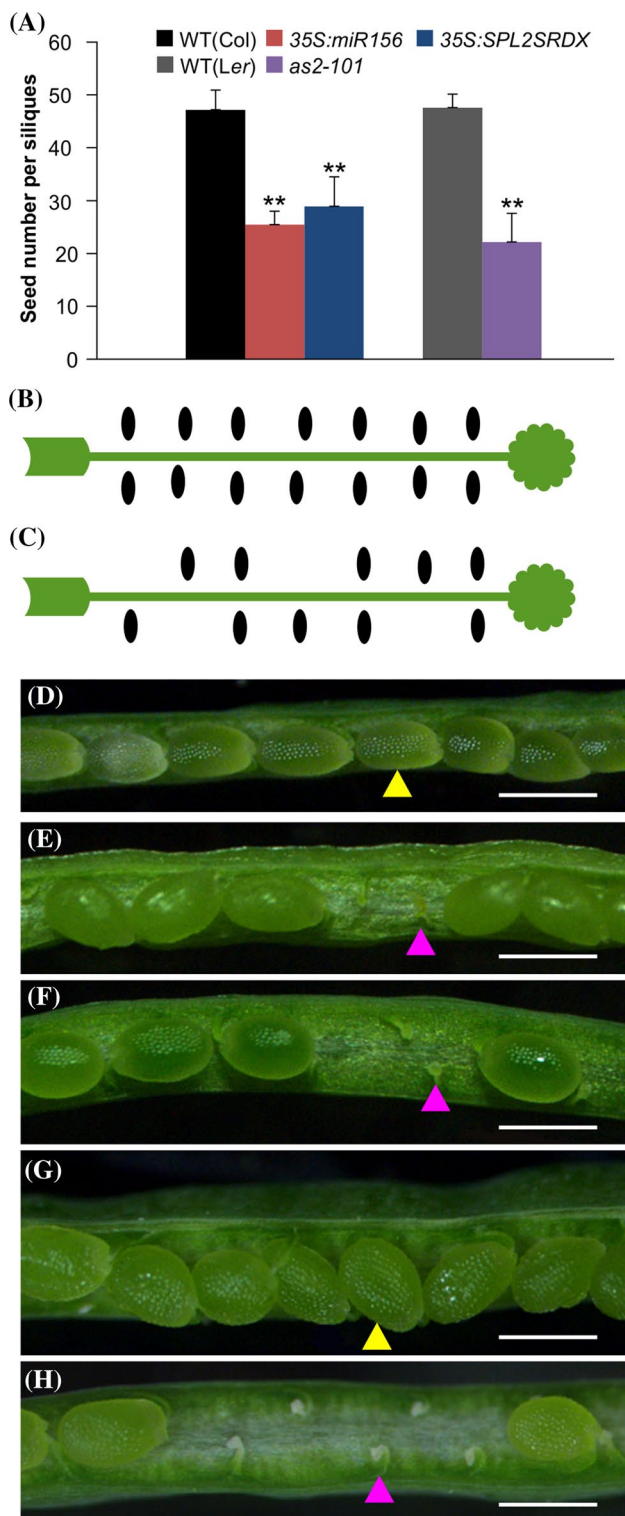 (A)
60
50
40
30
20
10
0
Seed number per siliques
WT(Col) 35S:miR156 35S:SPL2SRDX
WT(Ler) as2-101
** ** **
(B)
(C)
(D)
(E)
(F)
(G)
(H)